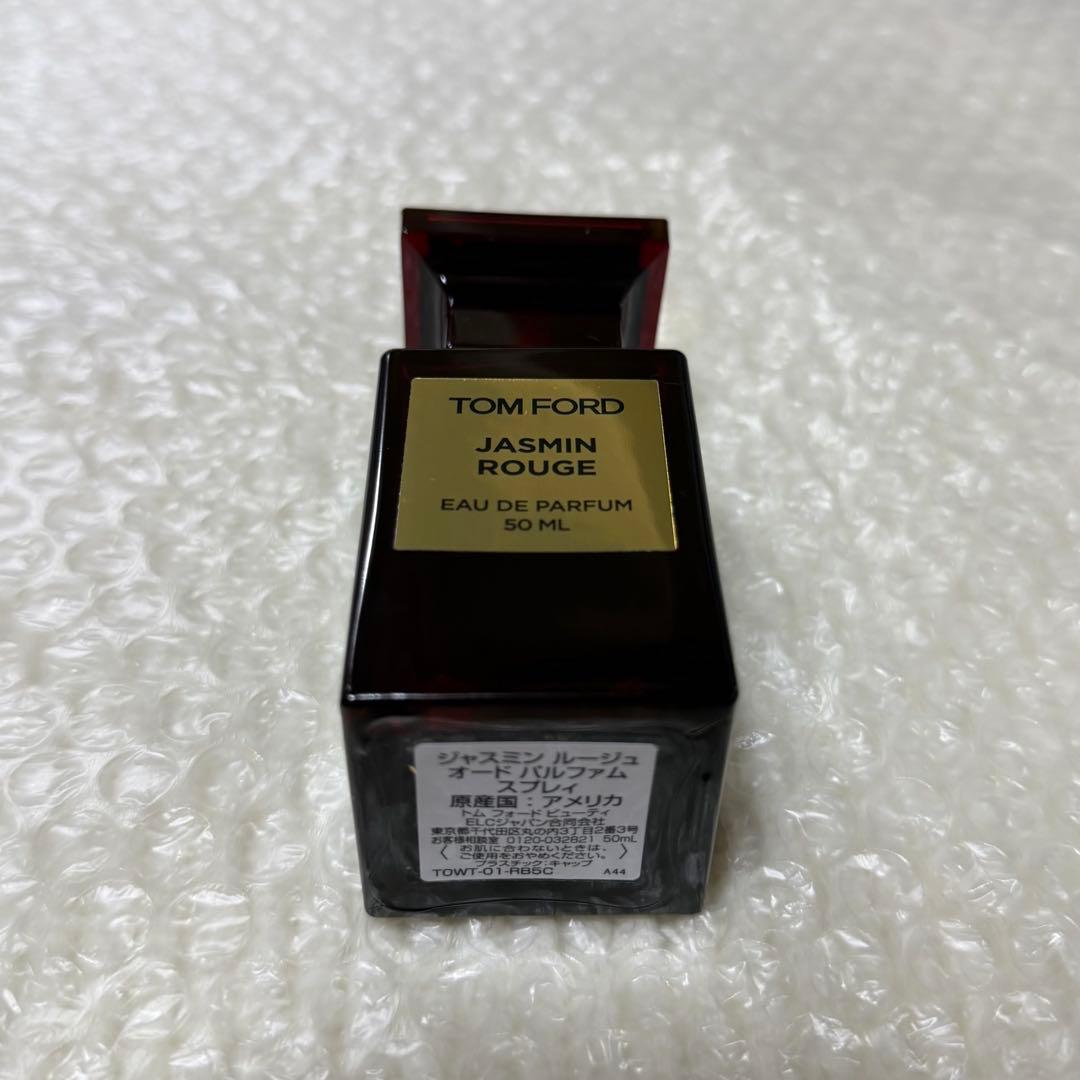 TOM FORD
JASMIN
ROUGE
EAU DE PARFUM
50 ML
ジャスミン ルージュ
オード パルファム
スプレィ
原産国：アメリカ
トム フォード ビューティ
ELCジャパン合同会社
東京都千代田区丸の内3丁目2番3号
お客様相談室 0120-032821 50mL
〈 お肌に合わないときは、 〉
ご使用をおやめください。
プラスチック：キャップ
TOWT-01-RB5C A44